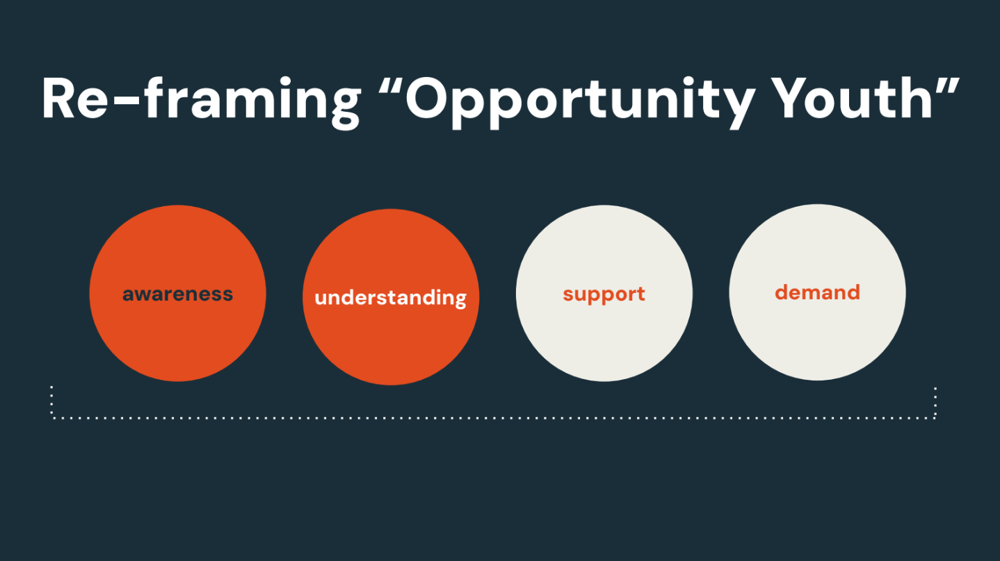 Re-framing “Opportunity Youth”
awareness
understanding
support
demand